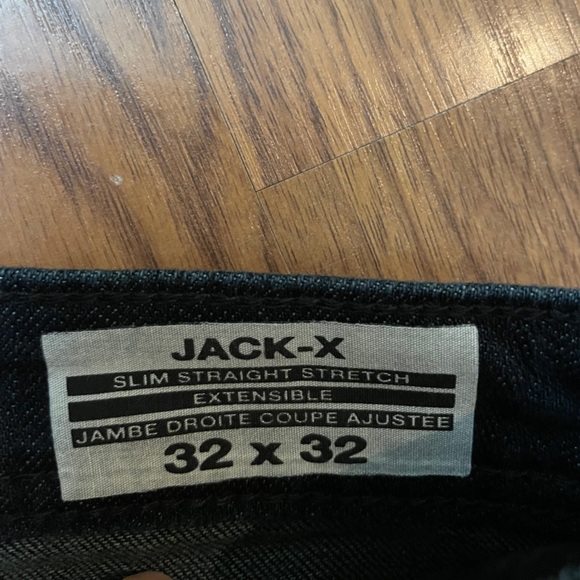 JACK-X
SLIM STRAIGHT STRETCH
EXTENSIBLE
JAMBE DROITE COUPE AJUSTEE
32 x 32